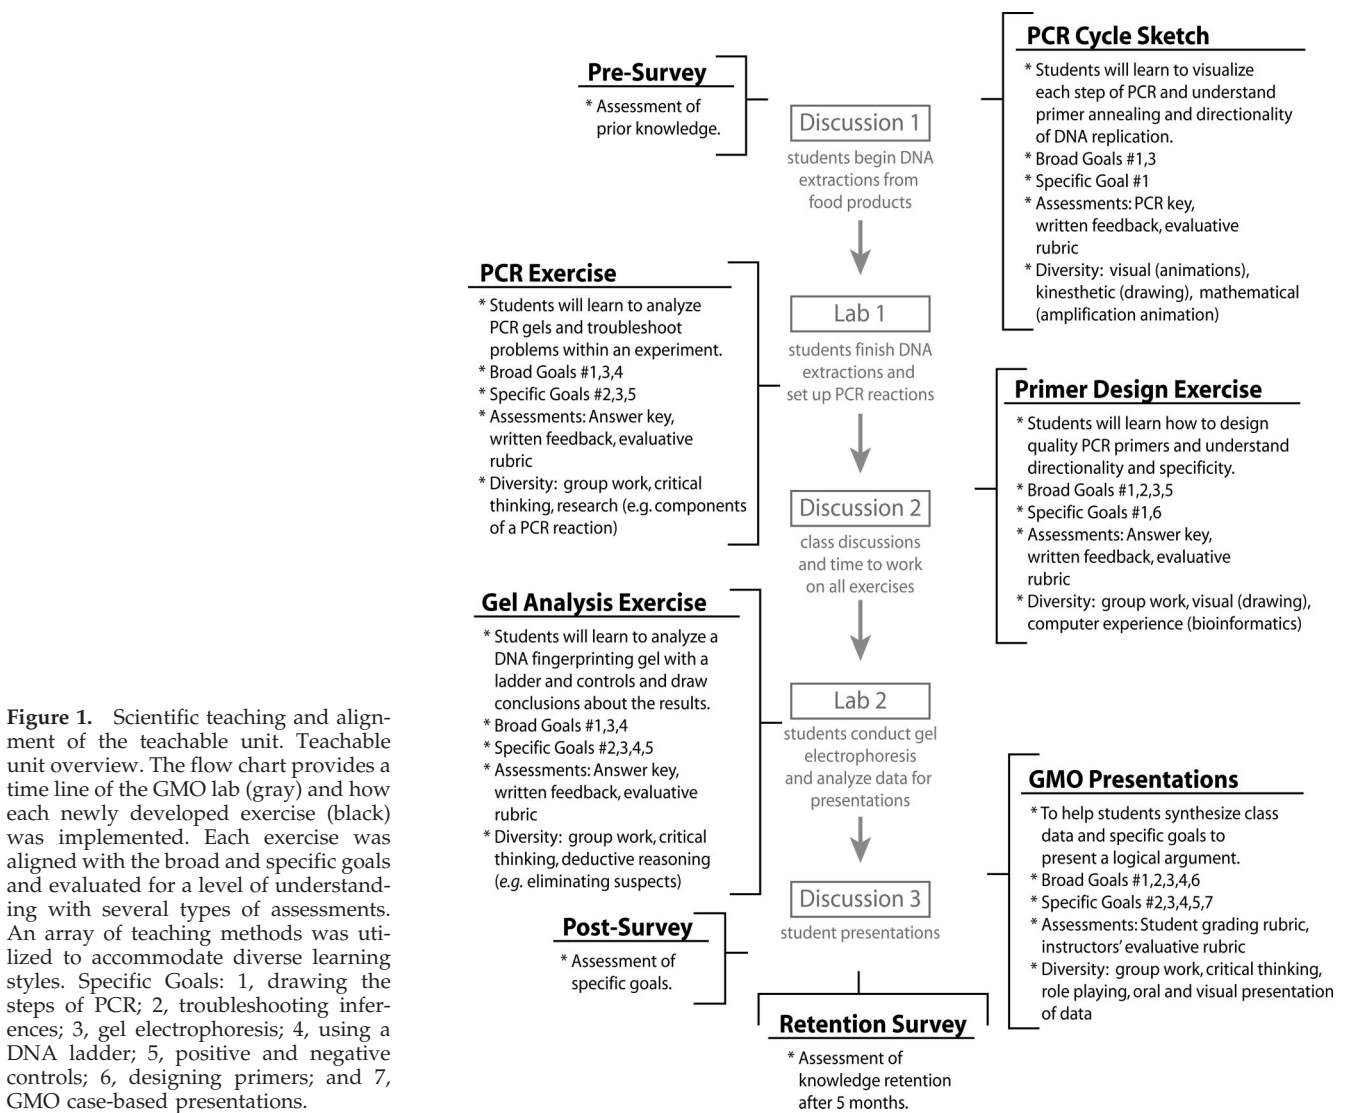 Pre-Survey
* Assessment of
prior knowledge.
PCR Cycle Sketch
* Students will learn to visualize
each step of PCR and understand
primer annealing and directionality
of DNA replication.
* Broad Goals #1,3
* Specific Goal #1
* Assessments: PCR key,
written feedback, evaluative
rubric
* Diversity: visual (animations),
kinesthetic (drawing), mathematical
(amplification animation)
Discussion 1
students begin DNA
extractions from
food products
PCR Exercise
* Students will learn to analyze
PCR gels and troubleshoot
problems within an experiment.
* Broad Goals #1,3,4
* Specific Goals #2,3,5
* Assessments: Answer key,
written feedback, evaluative
rubric
* Diversity: group work, critical
thinking, research (e.g. components
of a PCR reaction)
Lab 1
students finish DNA
extractions and
set up PCR reactions
Primer Design Exercise
* Students will learn how to design
quality PCR primers and understand
directionality and specificity.
* Broad Goals #1,2,3,5
* Specific Goals #1,6
* Assessments: Answer key,
written feedback, evaluative
rubric
* Diversity: group work, visual (drawing),
computer experience (bioinformatics)
Discussion 2
class discussions
and time to work
on all exercises
Gel Analysis Exercise
* Students will learn to analyze a
DNA fingerprinting gel with a
ladder and controls and draw
conclusions about the results.
* Broad Goals #1,3,4
* Specific Goals #2,3,4,5
* Assessments: Answer key,
written feedback, evaluative
rubric
* Diversity: group work, critical
thinking, deductive reasoning
(e.g. eliminating suspects)
Lab 2
students conduct gel
electrophoresis
and analyze data for
presentations
GMO Presentations
* To help students synthesize class
data and specific goals to
present a logical argument.
* Broad Goals #1,2,3,4,6
* Specific Goals #2,3,4,5,7
* Assessments: Student grading rubric,
instructors' evaluative rubric
* Diversity: group work, critical thinking,
role playing, oral and visual presentation
of data
Discussion 3
student presentations
Post-Survey
* Assessment of
specific goals.
Retention Survey
* Assessment of
knowledge retention
after 5 months.
Figure 1. Scientific teaching and align-
ment of the teachable unit. Teachable
unit overview. The flow chart provides a
time line of the GMO lab (gray) and how
each newly developed exercise (black)
was implemented. Each exercise was
aligned with the broad and specific goals
and evaluated for a level of understand-
ing with several types of assessments.
An array of teaching methods was uti-
lized to accommodate diverse learning
styles. Specific Goals: 1, drawing the
steps of PCR; 2, troubleshooting infer-
ences; 3, gel electrophoresis; 4, using a
DNA ladder; 5, positive and negative
controls; 6, designing primers; and 7,
GMO case-based presentations.